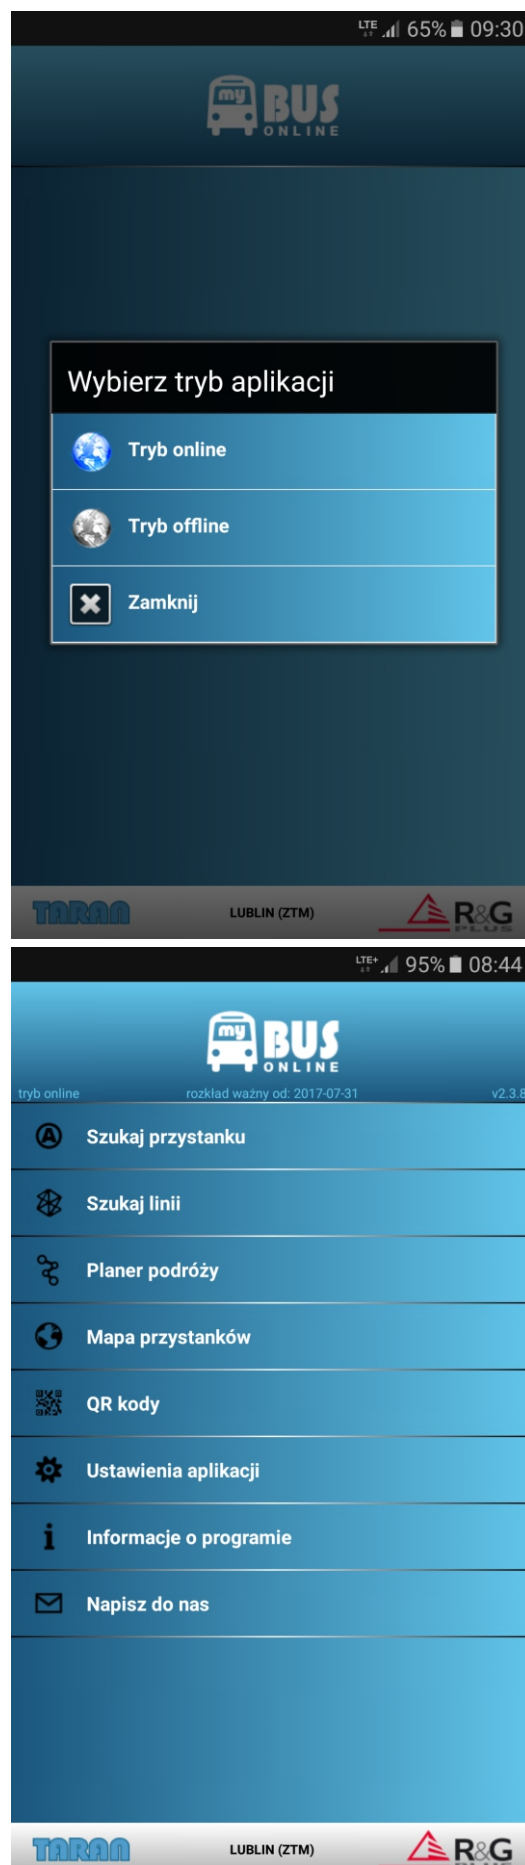 LTE 65% 09:30
my BUS
ONLINE
Wybierz tryb aplikacji
Tryb online
Tryb offline
Zamknij
TARAN LUBLIN (ZTM) R&G
PLUS
LTE+ 95% 08:44
my BUS
ONLINE
tryb online rozkład ważny od: 2017-07-31 v2.3.8
Szukaj przystanku
Szukaj linii
Planer podróży
Mapa przystanków
QR kody
Ustawienia aplikacji
Informacje o programie
Napisz do nas
TARAN LUBLIN (ZTM) R&G